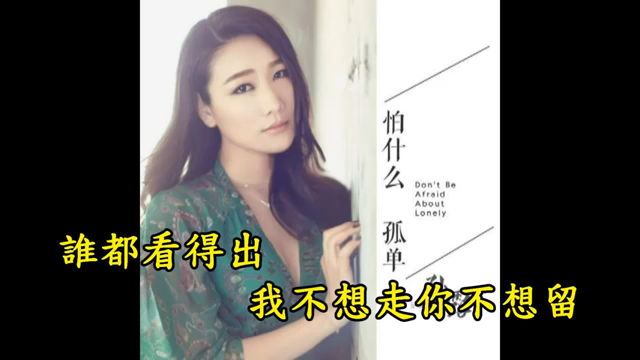 怕什么 孤单
Don't Be
Afraid
About
Lonely
誰都看得出
我不想走你不想留